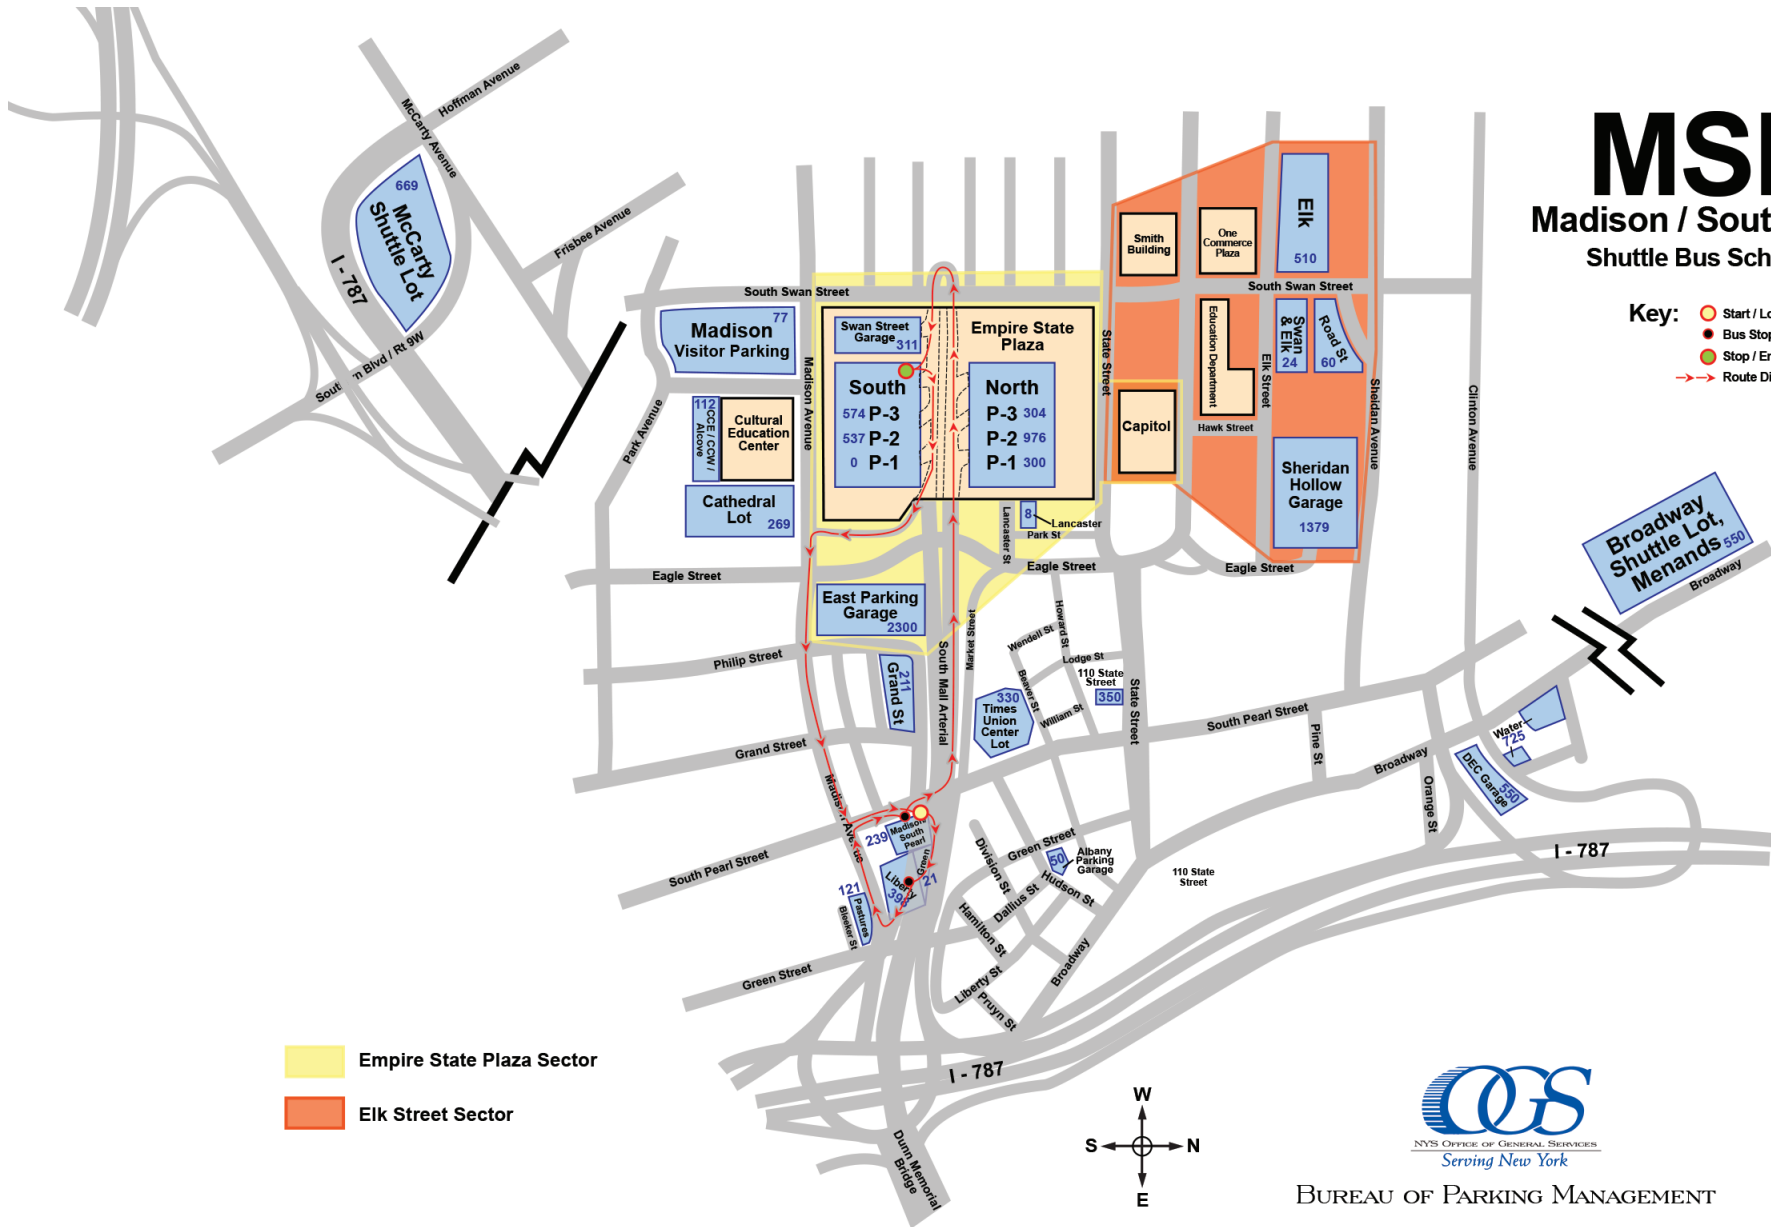 MS
Madison / Sout
Shuttle Bus Sch
Key:
Start / Lo
Bus Stop
Stop / En
Route Di
Hoffman Avenue
McCarty Avenue
669
McCarty
Shuttle Lot
I - 787
Frisbee Avenue
Park Avenue
South Swan Street
Madison
77
Visitor Parking
Madison Avenue
112
CCE / CCW /
Alcove
Cultural
Education
Center
Cathedral
Lot
269
Swan Street
Garage
311
Empire State
Plaza
South
574 P-3
537 P-2
0 P-1
North
P-3 304
P-2 976
P-1 300
State Street
Smith
Building
One
Commerce
Plaza
Elk
510
South Swan Street
Education Department
Elk Street
Swan
& Elk
24
Road St
60
Sheidan Avenue
Clinton Avenue
Capitol
Hawk Street
Sheridan
Hollow
Garage
1379
Broadway
Shuttle Lot,
Menands
550
Broadway
8
Lancaster
Lancaster St
Park St
Eagle Street
Eagle Street
Eagle Street
East Parking
Garage
2300
Market Street
Howard St
Wendell St
Lodge St
Beaver St
William St
110 State
Street
350
State Street
Philip Street
211
Grand St
South Mall Arterial
330
Times
Union
Center
Lot
South Pearl Street
Pine St
Broadway
Orange St
Water
725
DEC Garage
550
Grand Street
Madison Avenue
239
Madison
South
Pearl
Green
21
Liberty
South Pearl Street
121
Pastures
Bleeker St
Division St
Green Street
50
Albany
Parking
Garage
Hudson St
Dallius St
Hamilton St
110 State
Street
I - 787
Broadway
Liberty St
Pruyn St
Green Street
I - 787
Dunn Memorial
Bridge
Empire State Plaza Sector
Elk Street Sector
W
S
N
E
OGS
NYS Office of General Services
Serving New York
Bureau of Parking Management